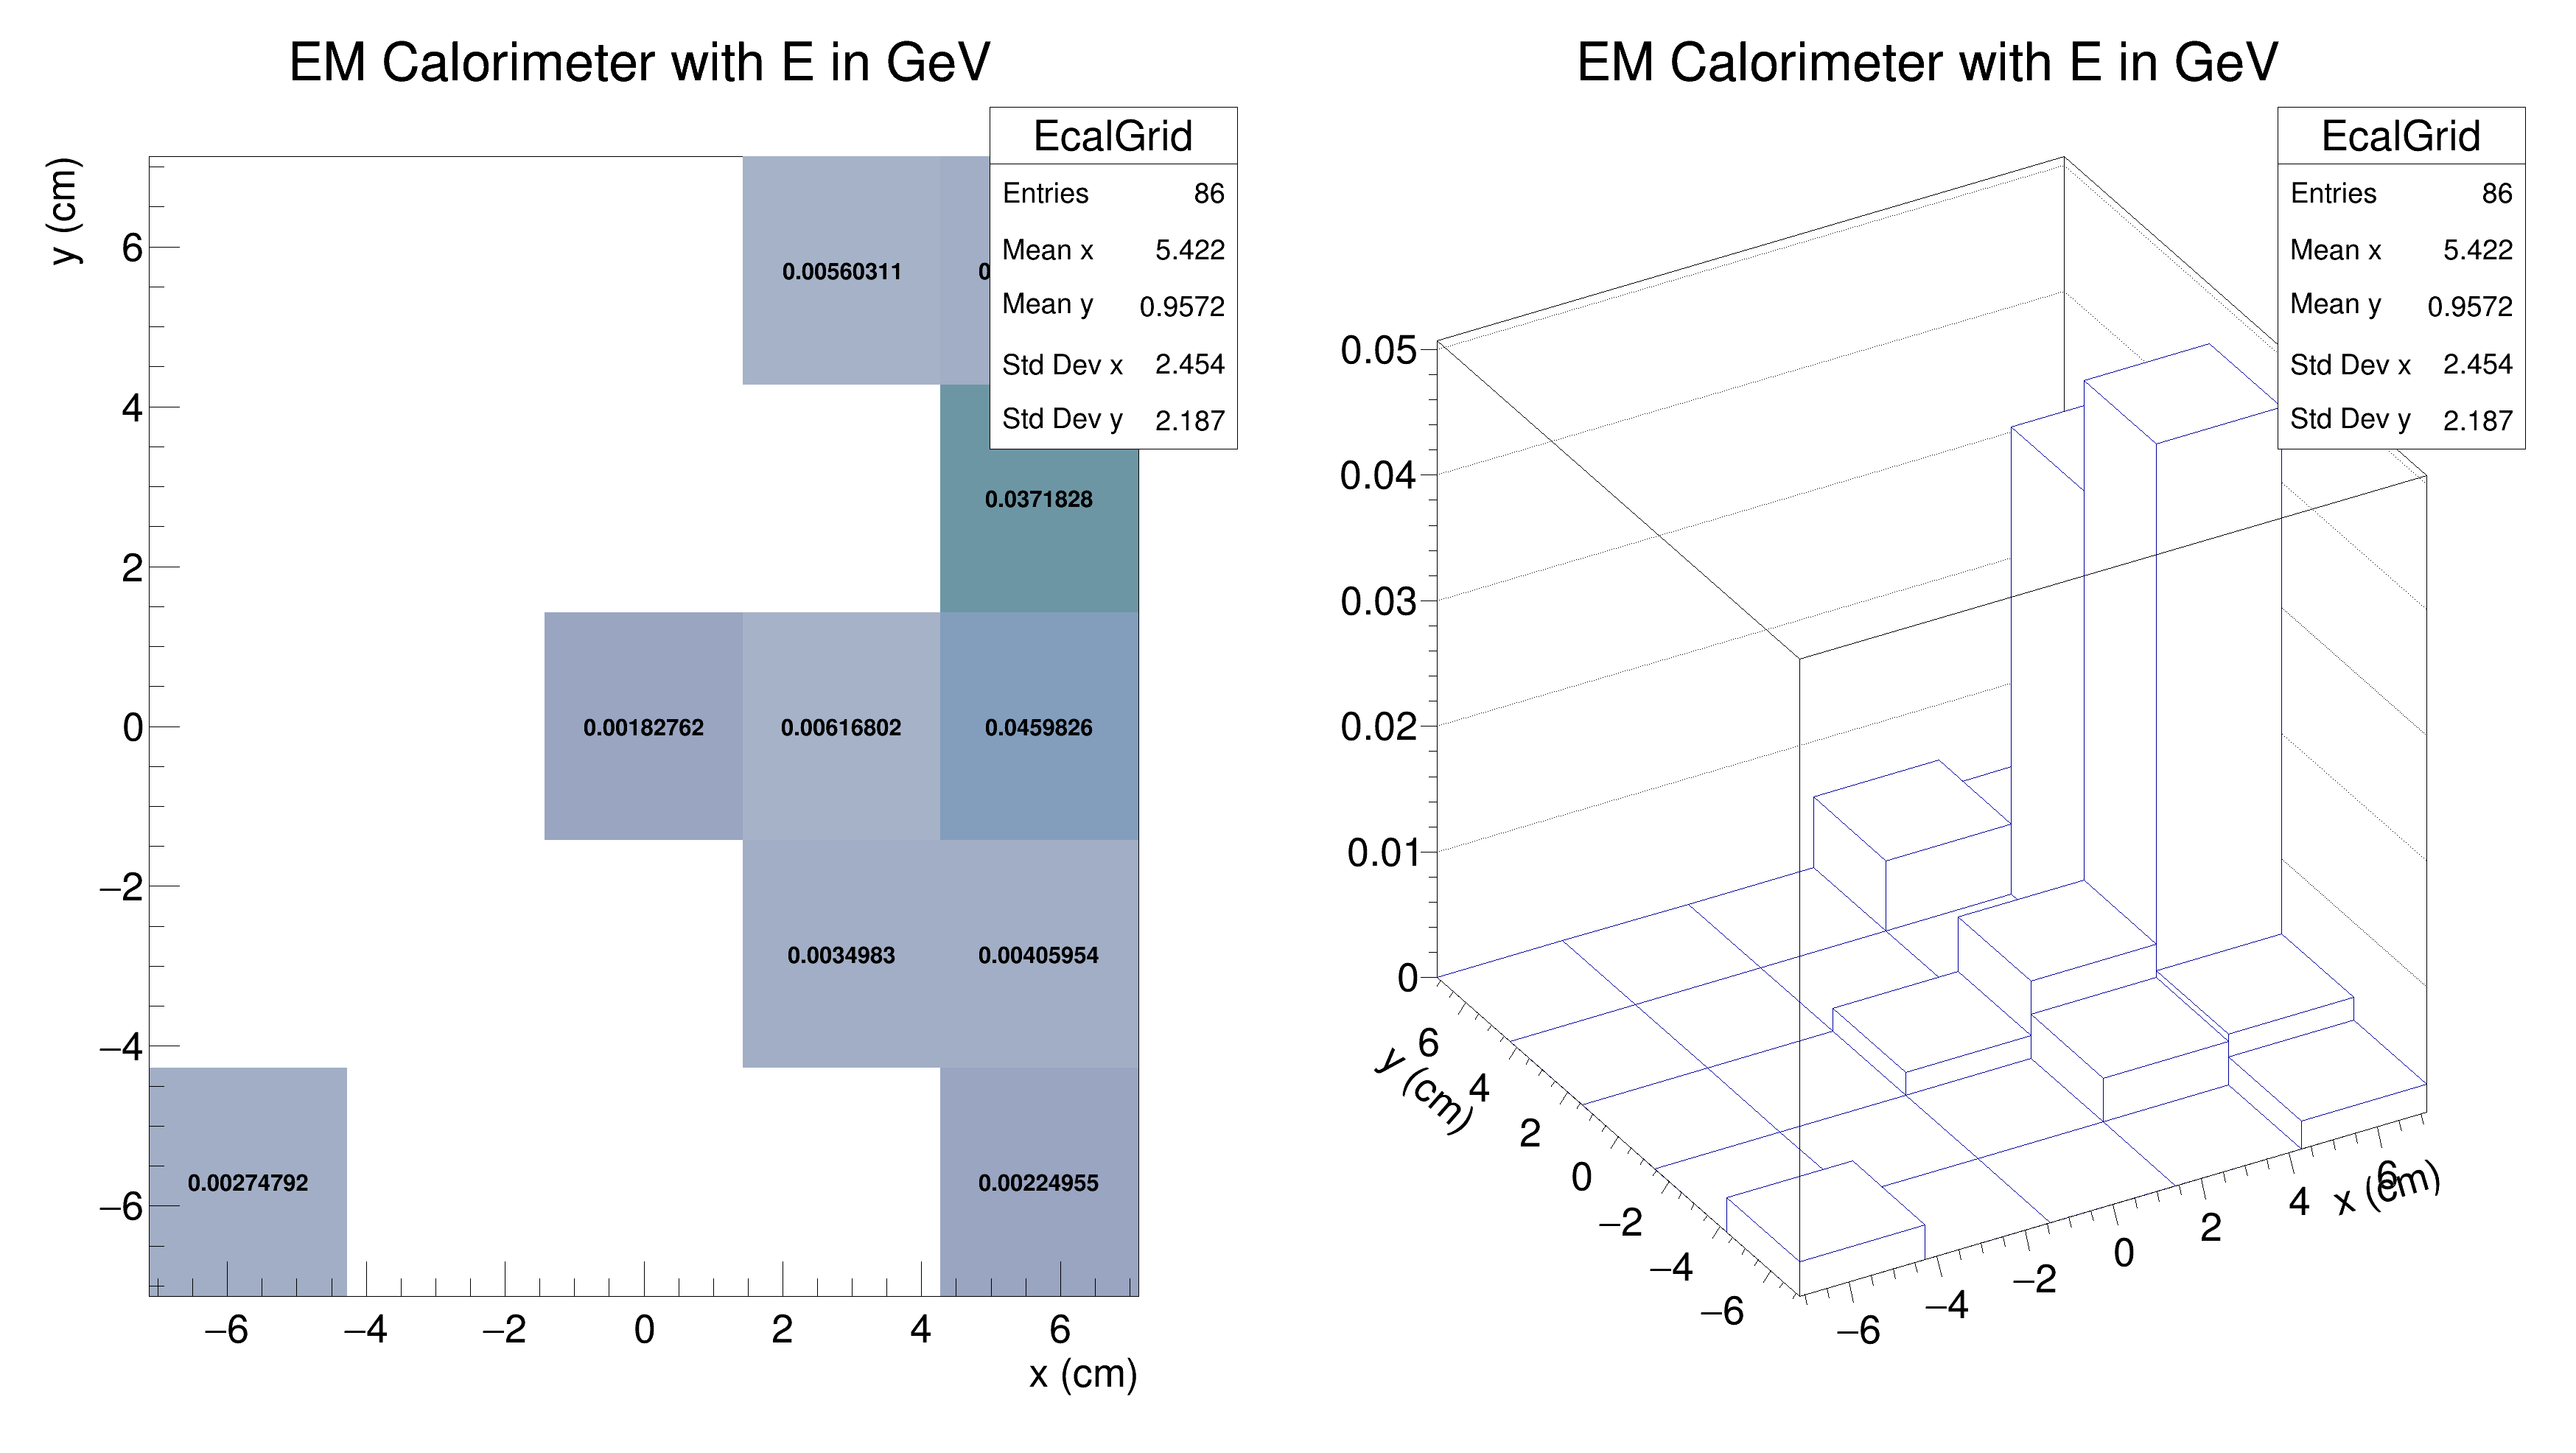 EM Calorimeter with E in GeV
EcalGrid
Entries 86
Mean x 5.422
Mean y 0.9572
Std Dev x 2.454
Std Dev y 2.187
y (cm)
6
4
2
0
−2
−4
−6
0.00560311
0.0371828
0.00182762 0.00616802 0.0459826
0.0034983 0.00405954
0.00274792 0.00224955
−6 −4 −2 0 2 4 6
x (cm)
EM Calorimeter with E in GeV
EcalGrid
Entries 86
Mean x 5.422
Mean y 0.9572
Std Dev x 2.454
Std Dev y 2.187
0.05
0.04
0.03
0.02
0.01
0
6
4
2
0
−2
−4
−6
y (cm)
−6
−4
−2
0
2
4
6
x (cm)